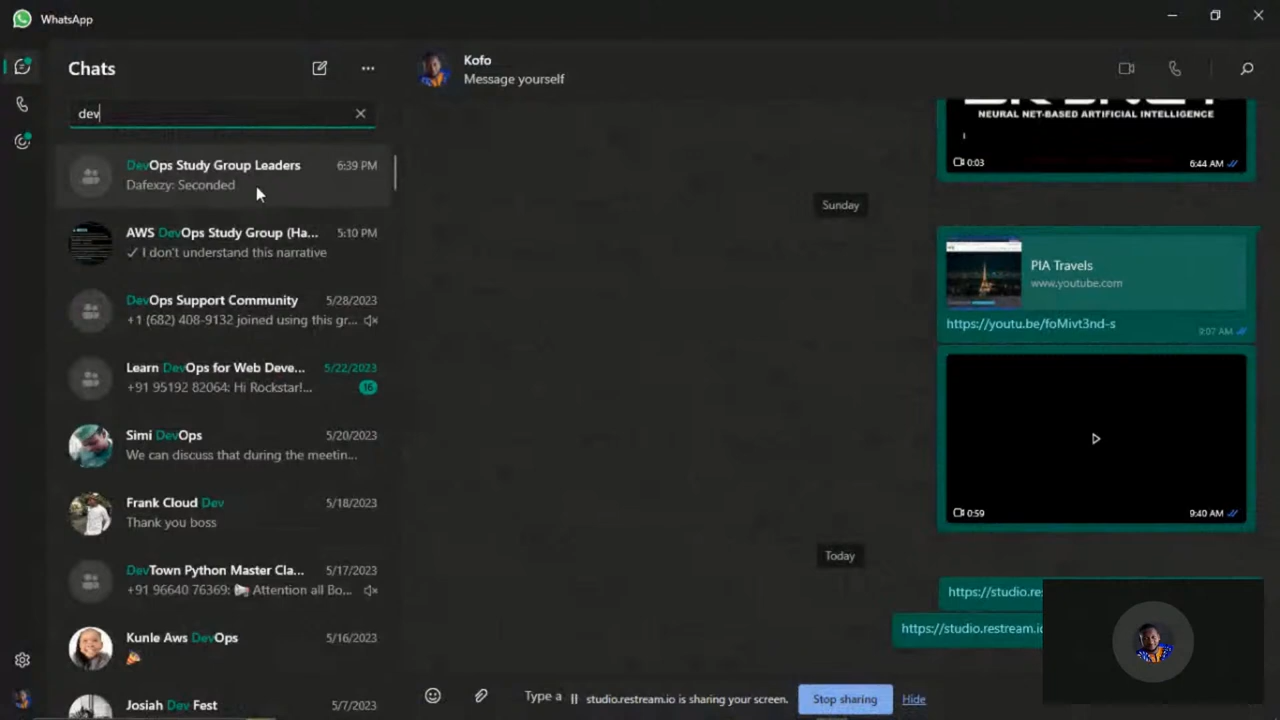 WhatsApp
Chats
dev
DevOps Study Group Leaders 6:39 PM
Dafexzy: Seconded
AWS DevOps Study Group (Ha... 5:10 PM
I don't understand this narrative
DevOps Support Community 5/28/2023
+1 (682) 408-9132 joined using this gr...
Learn DevOps for Web Deve... 5/22/2023
+91 95192 82064: Hi Rockstar!... 16
Simi DevOps 5/20/2023
We can discuss that during the meetin...
Frank Cloud Dev 5/18/2023
Thank you boss
DevTown Python Master Cla... 5/17/2023
+91 96640 76369: 📢 Attention all Bo...
Kunle Aws DevOps 5/16/2023
🎉
Josiah Dev Fest 5/7/2023
Kofo
Message yourself
NEURAL NET-BASED ARTIFICIAL INTELLIGENCE
0:03 6:44 AM
Sunday
PIA Travels
www.youtube.com
https://youtu.be/foMivt3nd-s 9:07 AM
0:59 9:40 AM
Today
https://studio.re
https://studio.restream.io
Type a
studio.restream.io is sharing your screen. Stop sharing Hide